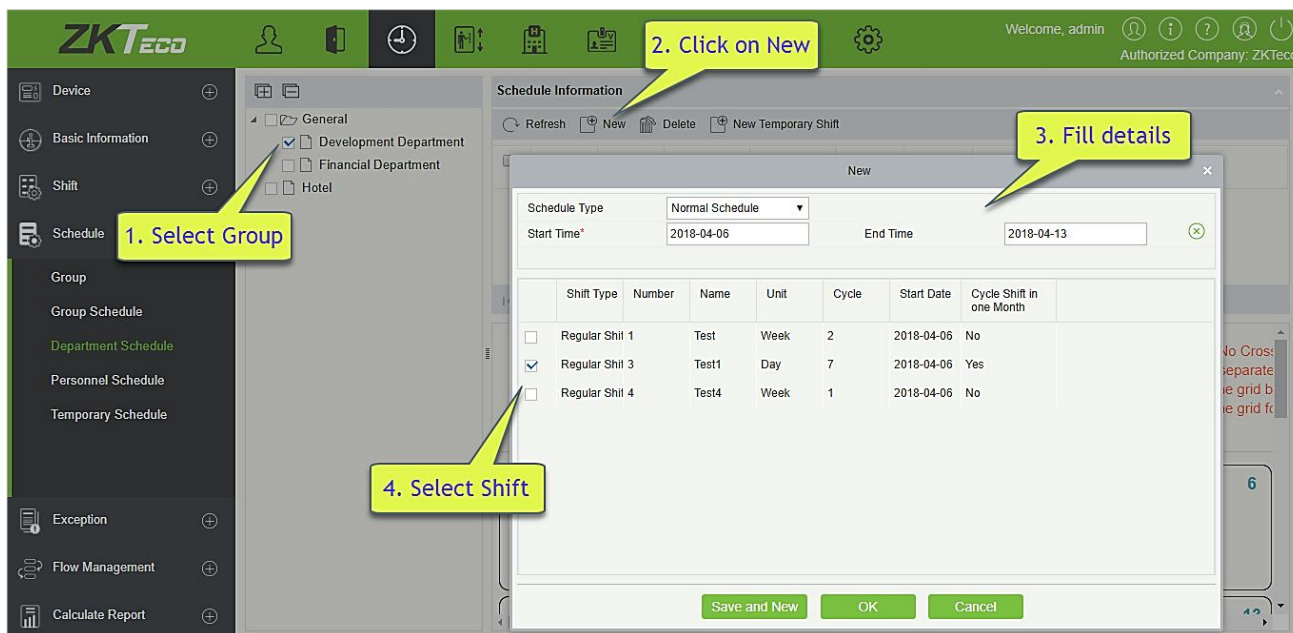 ZKTECO
Welcome, admin
Authorized Company: ZKTeco
2. Click on New
Device
Basic Information
Shift
Schedule
Group
Group Schedule
Department Schedule
Personnel Schedule
Temporary Schedule
Exception
Flow Management
Calculate Report
General
Development Department
Financial Department
Hotel
1. Select Group
Schedule Information
Refresh New Delete New Temporary Shift
3. Fill details
New
Schedule Type Normal Schedule
Start Time* 2018-04-06 End Time 2018-04-13
Shift Type Number Name Unit Cycle Start Date Cycle Shift in
one Month
Regular Shif 1 Test Week 2 2018-04-06 No
Regular Shif 3 Test1 Day 7 2018-04-06 Yes
Regular Shif 4 Test4 Week 1 2018-04-06 No
4. Select Shift
Save and New OK Cancel
No Cross
separate
e grid b
e grid fo
6